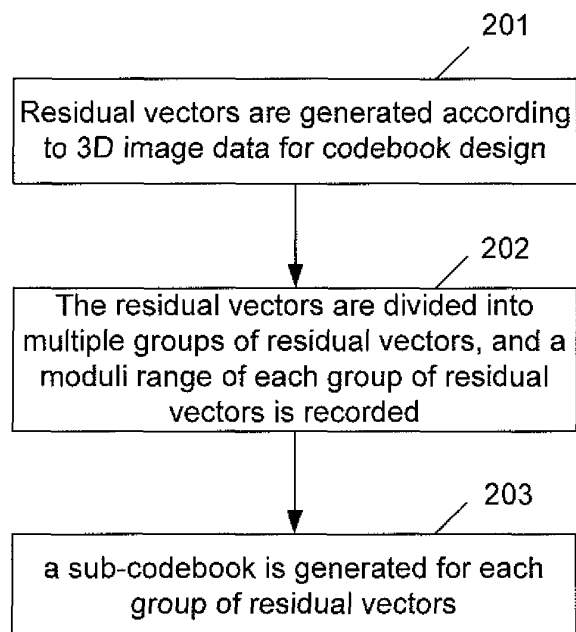 201
Residual vectors are generated according
to 3D image data for codebook design
202
The residual vectors are divided into
multiple groups of residual vectors, and a
moduli range of each group of residual
vectors is recorded
203
a sub-codebook is generated for each
group of residual vectors